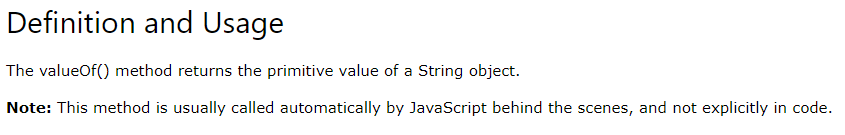 Definition and Usage
The valueOf() method returns the primitive value of a String object.
Note: This method is usually called automatically by JavaScript behind the scenes, and not explicitly in code.